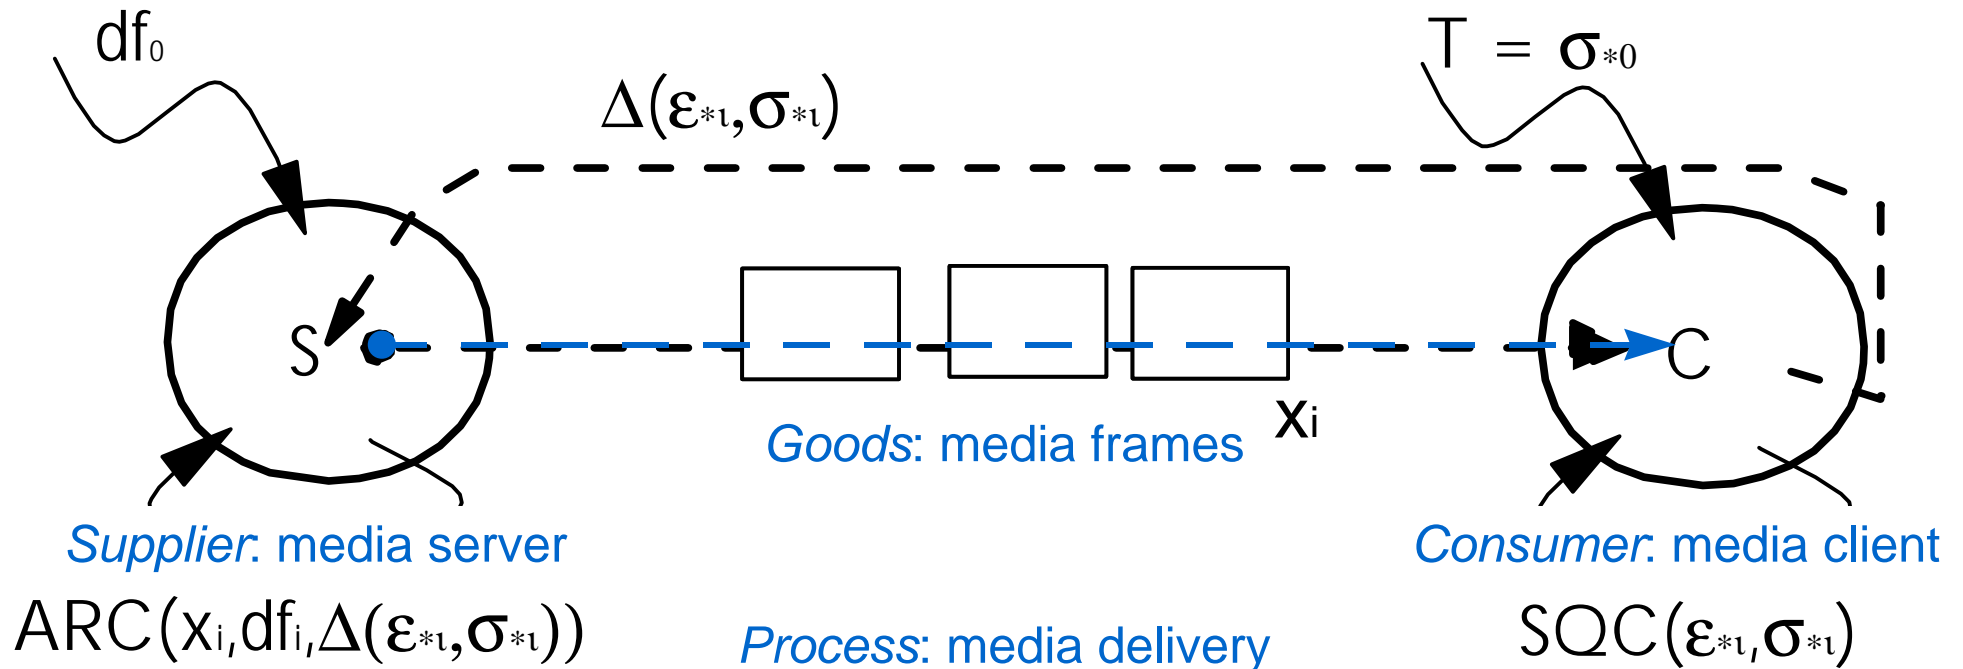 df₀
T = σ*0
Δ(ε*ι,σ*ι)
S
C
xi
Goods: media frames
Supplier: media server
Consumer: media client
ARC(xi,dfi,Δ(ε*ι,σ*ι))
SQC(ε*ι,σ*ι)
Process: media delivery